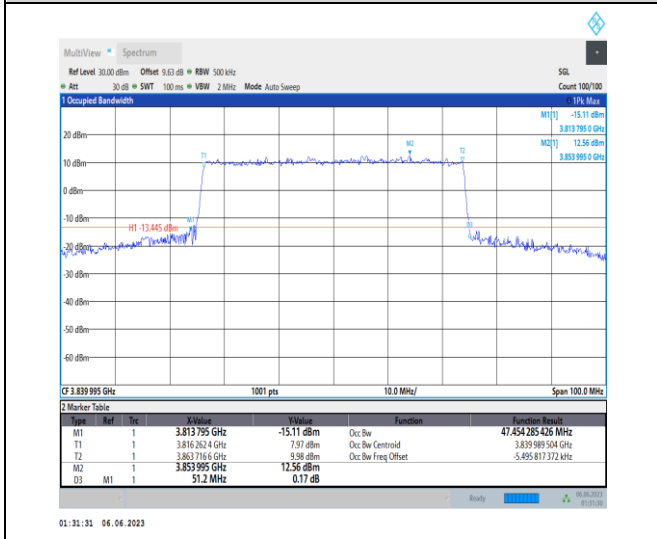 MultiView Spectrum
Ref Level 30.00 dBm Offset 9.63 dB RBW 500 kHz SGL
Att 30 dB SWT 100 ms VBW 2 MHz Mode Auto Sweep Count 100/100
1 Occupied Bandwidth 1Pk Max
M1[1] -15.11 dBm
3.813 795 0 GHz
M2[1] 12.56 dBm
3.853 995 0 GHz
20 dBm
T1 M2 T2
10 dBm
0 dBm
-10 dBm
H1 -13.445 dBm M1 D3
-20 dBm
-30 dBm
-40 dBm
-50 dBm
-60 dBm
CF 3.839 995 GHz 1001 pts 10.0 MHz/ Span 100.0 MHz
2 Marker Table
Type Ref Trc X-Value Y-Value Function Function Result
M1 1 3.813 795 GHz -15.11 dBm Occ Bw 47.454 285 426 MHz
T1 1 3.816 262 4 GHz 7.97 dBm Occ Bw Centroid 3.839 989 504 GHz
T2 1 3.863 716 6 GHz 9.98 dBm Occ Bw Freq Offset -5.495 817 372 kHz
M2 1 3.853 995 GHz 12.56 dBm
D3 M1 1 51.2 MHz 0.17 dB
Ready 06.06.2023
01:31:30
01:31:31 06.06.2023